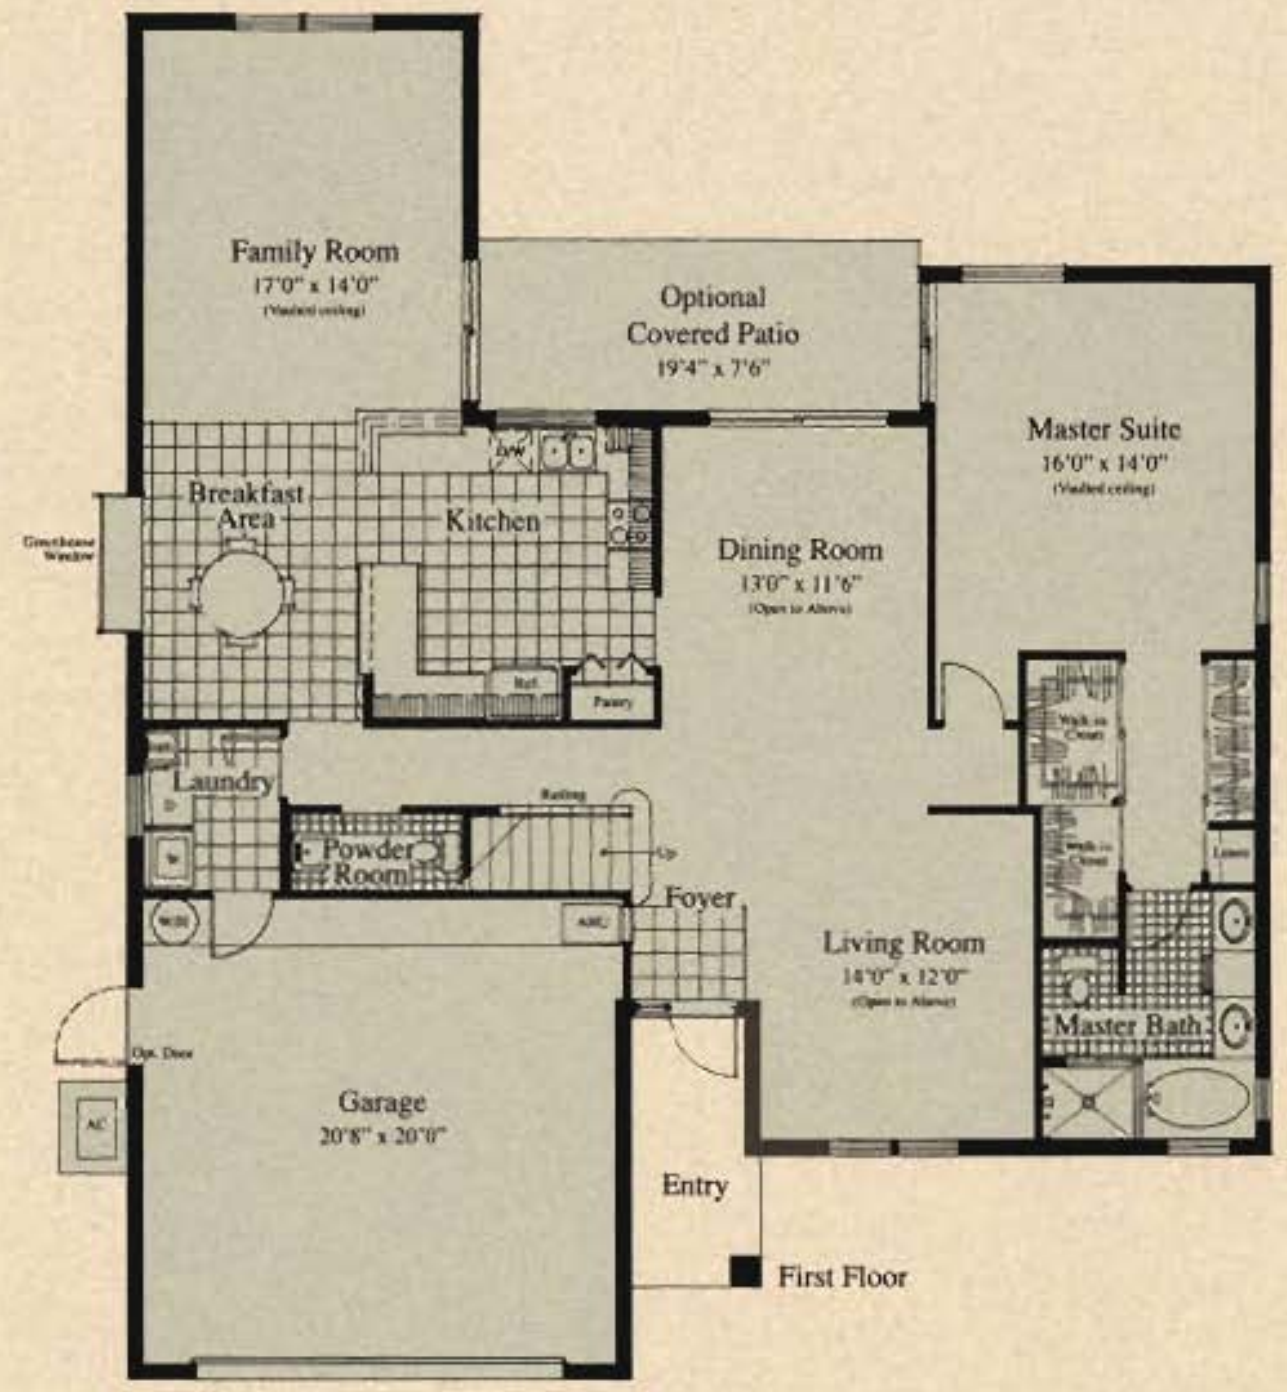 Family Room
17'0" x 14'0"
(Vaulted ceiling)
Optional
Covered Patio
19'4" x 7'6"
Master Suite
16'0" x 14'0"
(Vaulted ceiling)
Breakfast
Area
Greenhouse
Window
D/W
Kitchen
Dining Room
13'0" x 11'6"
(Open to Above)
Ref.
Pantry
Walk-in
Closet
Laundry
D
W
Railing
Powder
Room
Up
Walk-in
Closet
Linen
Foyer
W/H
AHU
Living Room
14'0" x 12'0"
(Open to Above)
Master Bath
Opt. Door
AC
Garage
20'8" x 20'0"
Entry
First Floor